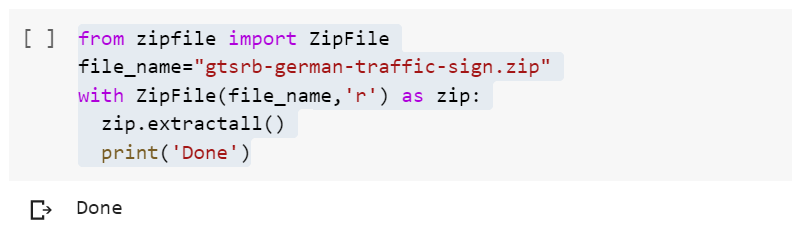 [ ] from zipfile import ZipFile
file_name="gtsrb-german-traffic-sign.zip"
with ZipFile(file_name,'r') as zip:
  zip.extractall()
  print('Done')
Done